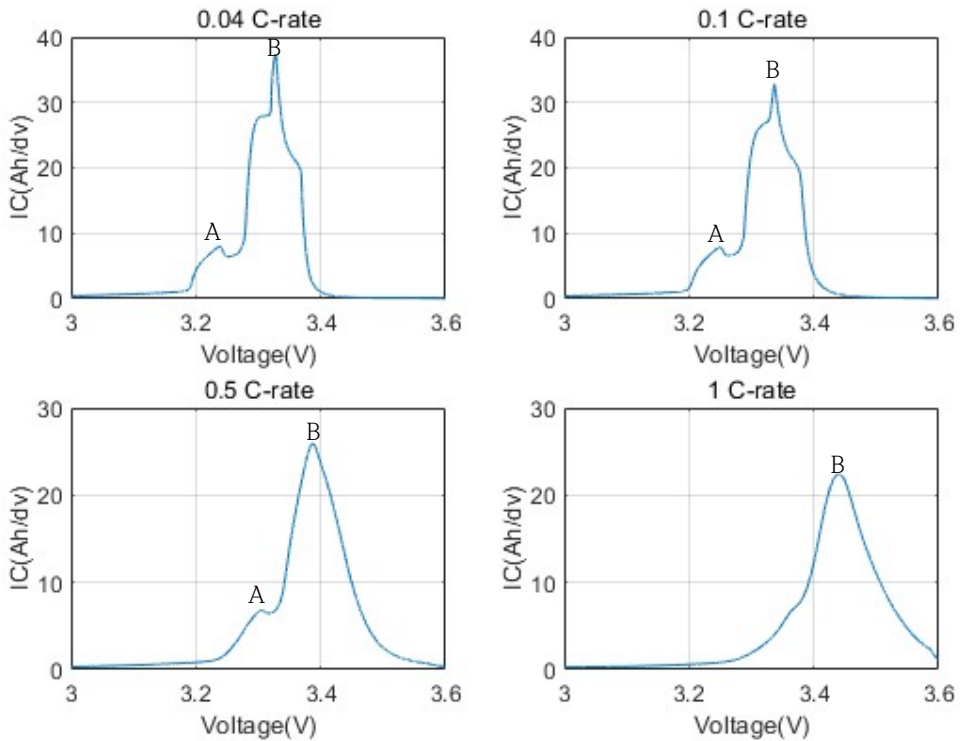 0.04 C-rate
40
30
20
10
0
IC(Ah/dv)
A
B
3
3.2
3.4
3.6
Voltage(V)
0.1 C-rate
40
30
20
10
0
IC(Ah/dv)
A
B
3
3.2
3.4
3.6
Voltage(V)
0.5 C-rate
30
20
10
0
IC(Ah/dv)
A
B
3
3.2
3.4
3.6
Voltage(V)
1 C-rate
30
20
10
0
IC(Ah/dv)
B
3
3.2
3.4
3.6
Voltage(V)